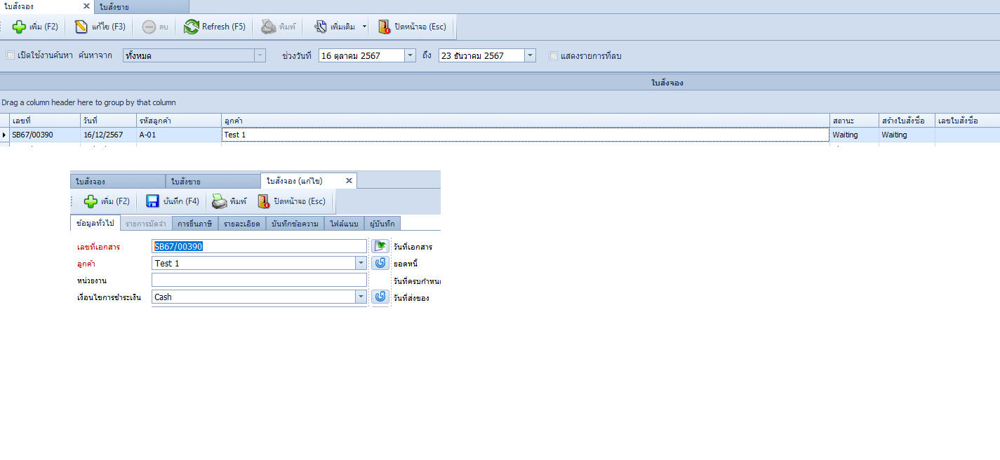 ใบสั่งจอง ใบสั่งขาย
เพิ่ม (F2) แก้ไข (F3) ลบ Refresh (F5) พิมพ์ เพิ่มเติม ปิดหน้าจอ (Esc)
เปิดใช้งานค้นหา ค้นหาจาก ทั้งหมด ช่วงวันที่ 16 ตุลาคม 2567 ถึง 23 ธันวาคม 2567 แสดงรายการที่ลบ
ใบสั่งจอง
Drag a column header here to group by that column
เลขที่ วันที่ รหัสลูกค้า ลูกค้า สถานะ สร้างใบสั่งซื้อ เลขใบสั่งซื้อ
SB67/00390 16/12/2567 A-01 Test 1 Waiting Waiting
ใบสั่งจอง ใบสั่งขาย ใบสั่งจอง (แก้ไข)
เพิ่ม (F2) บันทึก (F4) พิมพ์ ปิดหน้าจอ (Esc)
ข้อมูลทั่วไป รายการมัดจำ การยื่นภาษี รายละเอียด บันทึกข้อความ ไฟล์แนบ ผู้บันทึก
เลขที่เอกสาร SB67/00390 วันที่เอกสาร
ลูกค้า Test 1 ยอดหนี้
หน่วยงาน วันที่ครบกำหนด
เงื่อนไขการชำระเงิน Cash วันที่ส่งของ